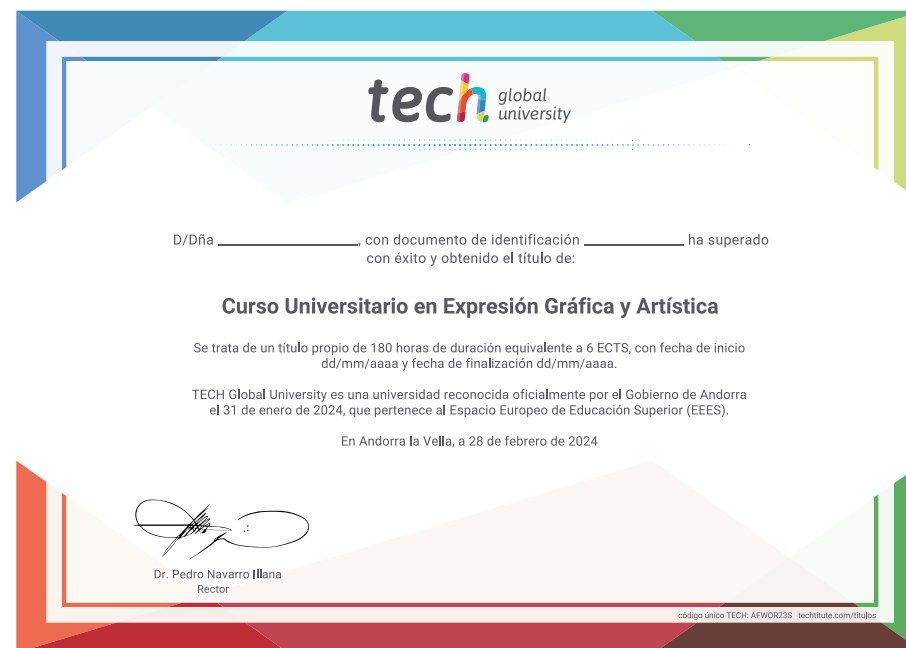 tech global university
D/Dña ____________, con documento de identificación ____________ ha superado
con éxito y obtenido el título de:
Curso Universitario en Expresión Gráfica y Artística
Se trata de un título propio de 180 horas de duración equivalente a 6 ECTS, con fecha de inicio
dd/mm/aaaa y fecha de finalización dd/mm/aaaa.
TECH Global University es una universidad reconocida oficialmente por el Gobierno de Andorra
el 31 de enero de 2024, que pertenece al Espacio Europeo de Educación Superior (EEES).
En Andorra la Vella, a 28 de febrero de 2024
Dr. Pedro Navarro Illana
Rector
código único TECH: AFWOR23S techtitute.com/titulos